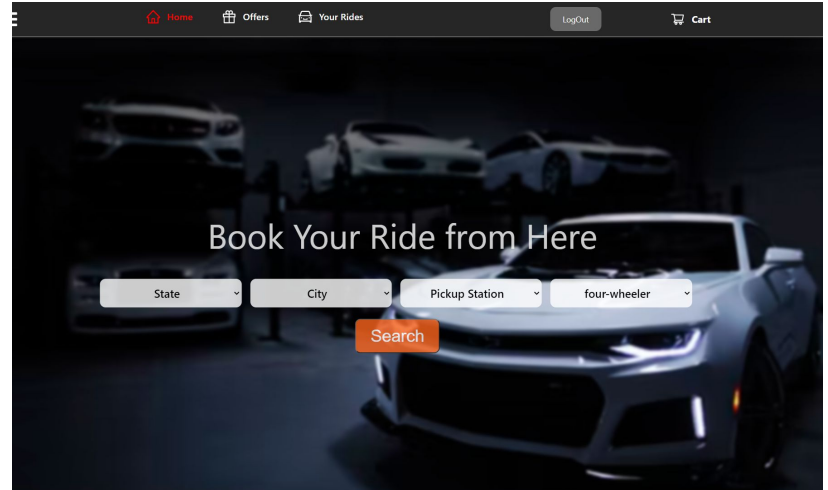 Home Offers Your Rides LogOut Cart
Book Your Ride from Here
State City Pickup Station four-wheeler
Search